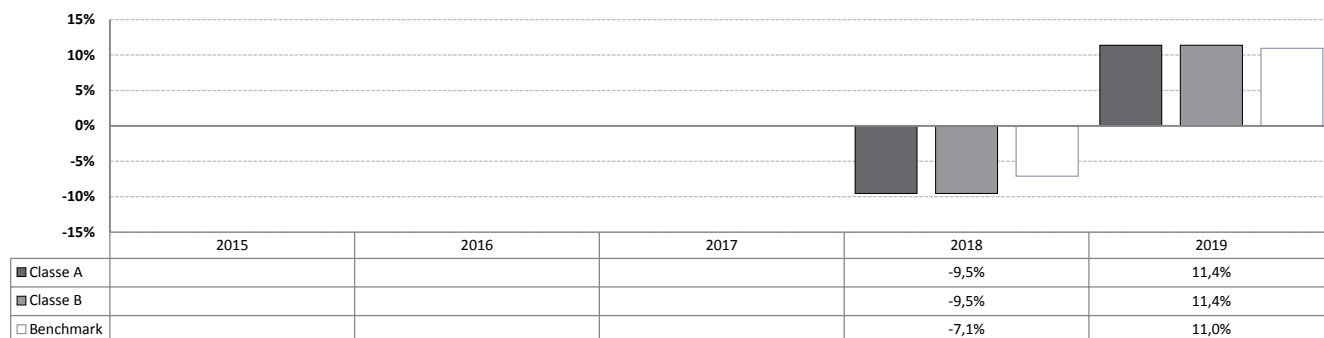 15%
10%
5%
0%
-5%
-10%
-15%
2015 2016 2017 2018 2019
Classe A -9,5% 11,4%
Classe B -9,5% 11,4%
Benchmark -7,1% 11,0%